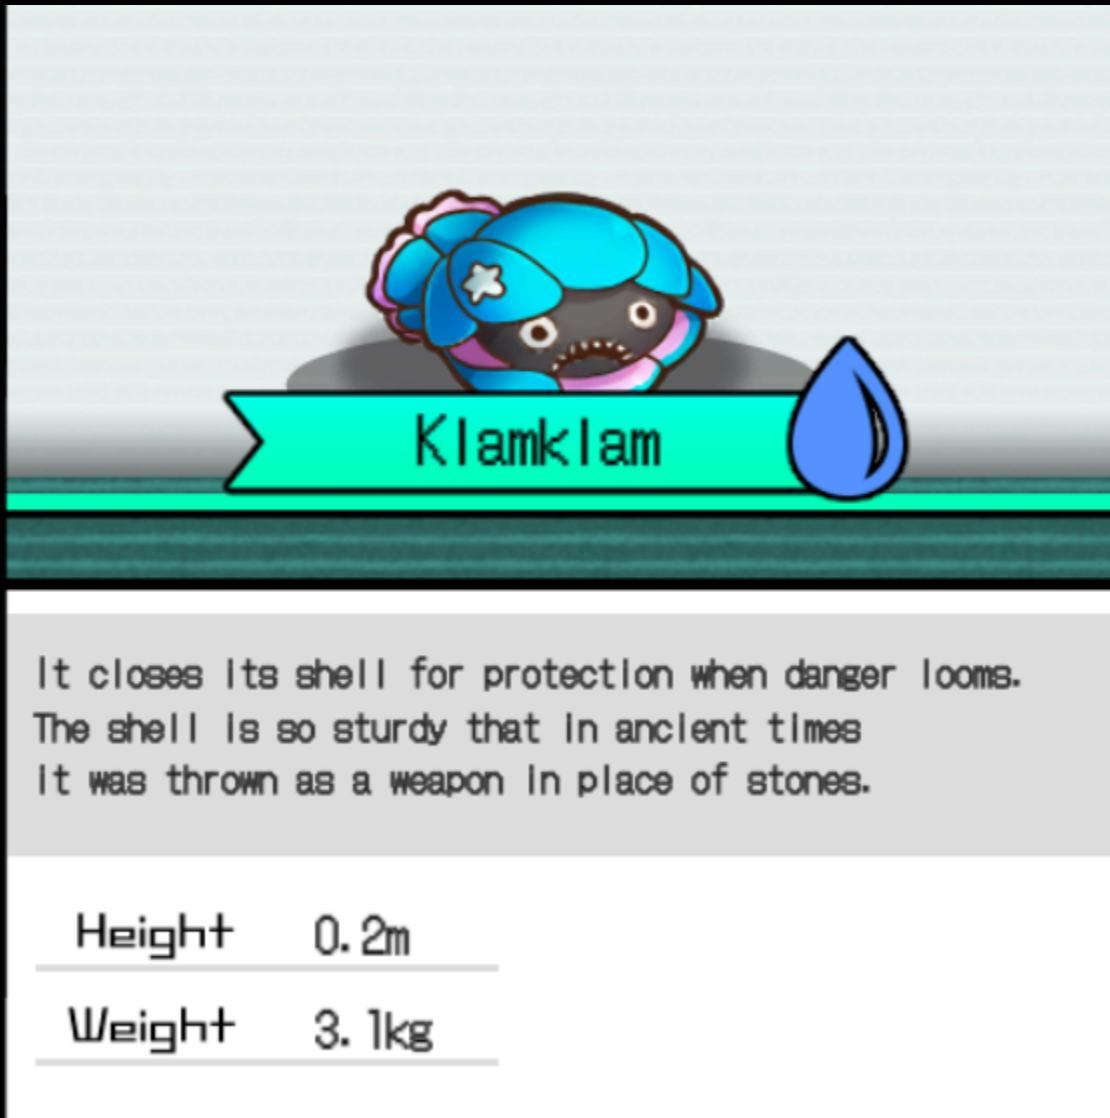 Klamklam
It closes its shell for protection when danger looms.
The shell is so sturdy that in ancient times
it was thrown as a weapon in place of stones.
Height 0.2m
Weight 3.1kg